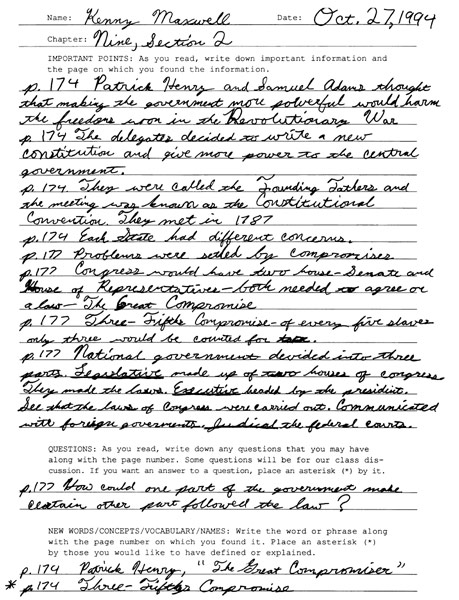 Name: Kenny Maxwell Date: Oct. 27, 1994
Chapter: Nine, Section 2
IMPORTANT POINTS: As you read, write down important information and
the page on which you found the information.
p. 174 Patrick Henry and Samuel Adams thought
that making the government more powerful would harm
the freedoms won in the Revolutionary War
p. 174 The delegates decided to write a new
constitution and give more power to the central
government.
p. 174 They were called the Founding Fathers and
the meeting was known as the Constitutional
Convention. They met in 1787
p. 174 Each State had different concerns.
p. 177 Problems were setled by compromises.
p. 177 Congress would have two house-Senate and
House of Representatives-both needed to agree on
a law-The Great Compromise
p. 177 Three-Fifths Compromise-of every five slaves
only three would be counted for
p. 177 National government devided into three
parts. Legislative made up of two houses of congress
They made the laws. Executive headed by the president.
See that the laws of Congress were carried out. Communicated
with foreign goverments. Judical the federal courts.
QUESTIONS: As you read, write down any questions that you may have
along with the page number. Some questions will be for our class dis-
cussion. If you want an answer to a question, place an asterisk (*) by it.
p. 177 How could one part of the government make
certain other part followed the law?
NEW WORDS/CONCEPTS/VOCABULARY/NAMES: Write the word or phrase along
with the page number on which you found it. Place an asterisk (*)
by those you would like to have defined or explained.
p. 174 Patrick Henry, "The Great Compromiser"
* p. 174 Three-Fifths Compromise